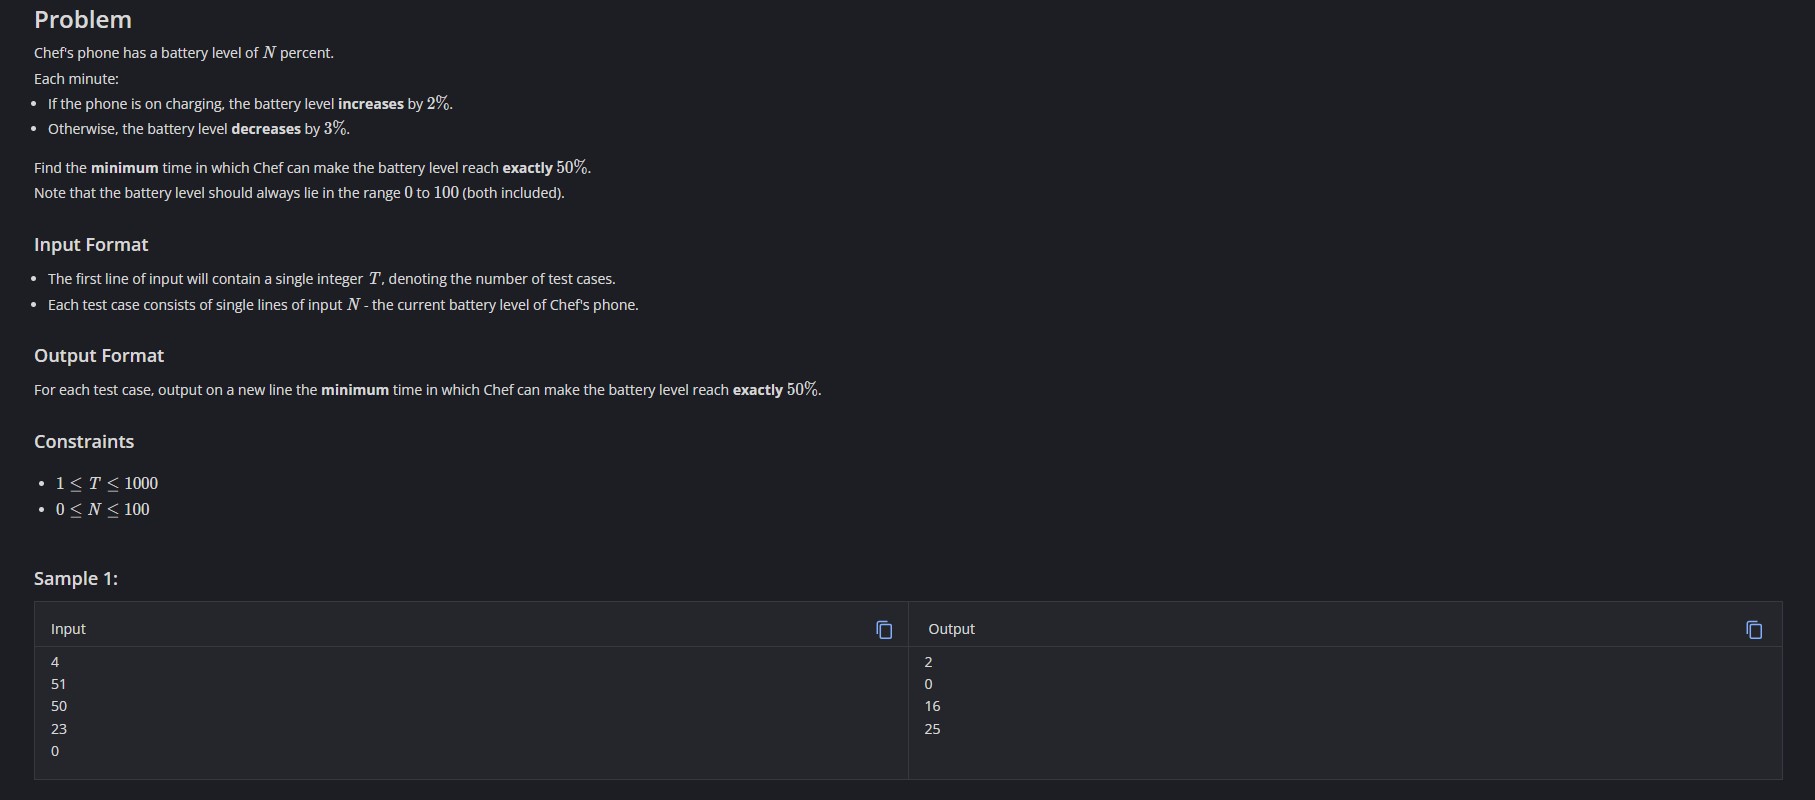 Problem
Chef's phone has a battery level of N percent.
Each minute:
• If the phone is on charging, the battery level increases by 2%.
• Otherwise, the battery level decreases by 3%.
Find the minimum time in which Chef can make the battery level reach exactly 50%.
Note that the battery level should always lie in the range 0 to 100 (both included).
Input Format
• The first line of input will contain a single integer T, denoting the number of test cases.
• Each test case consists of single lines of input N - the current battery level of Chef's phone.
Output Format
For each test case, output on a new line the minimum time in which Chef can make the battery level reach exactly 50%.
Constraints
• 1 ≤ T ≤ 1000
• 0 ≤ N ≤ 100
Sample 1:
Input
4
51
50
23
0
Output
2
0
16
25